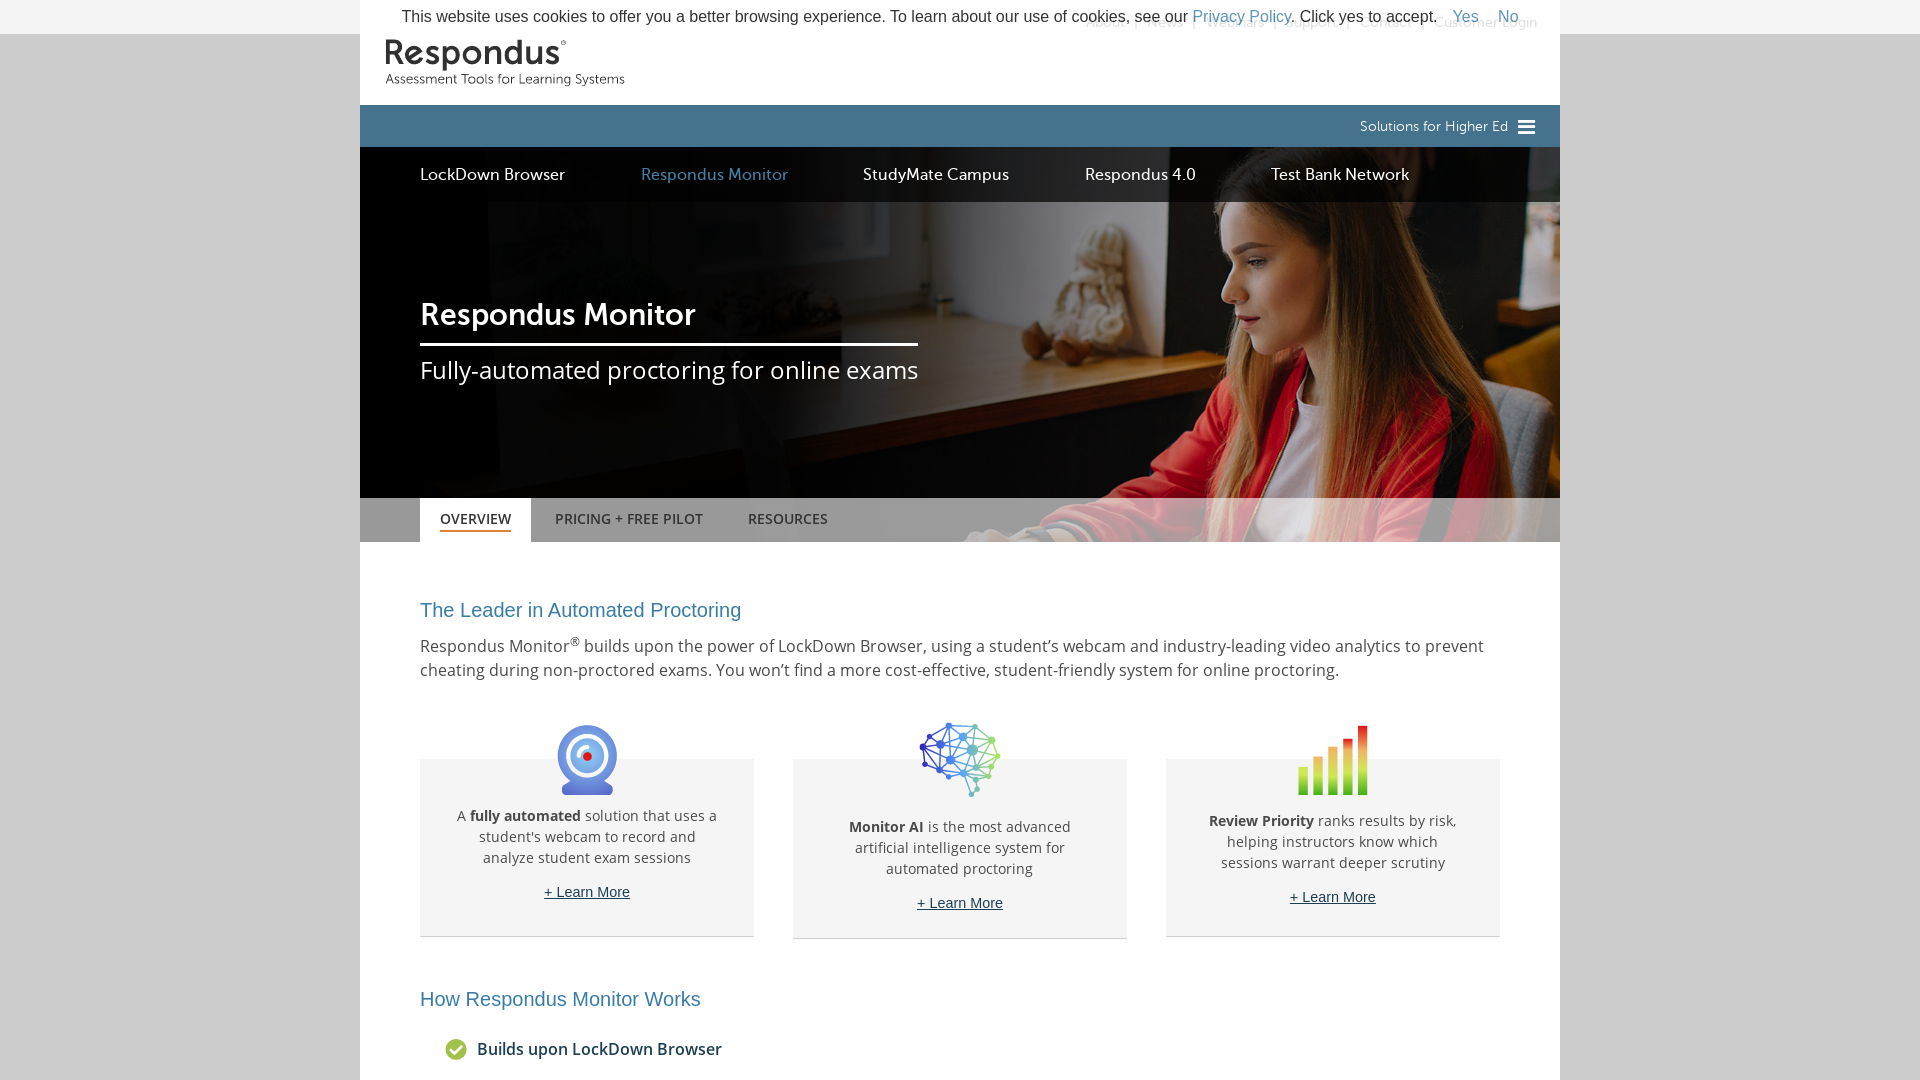 This website uses cookies to offer you a better browsing experience. To learn about our use of cookies, see our Privacy Policy. Click yes to accept. Yes No
About | News | Webinars | Support | Contact | Customer Login
Respondus®
Assessment Tools for Learning Systems
Solutions for Higher Ed
LockDown Browser Respondus Monitor StudyMate Campus Respondus 4.0 Test Bank Network
Respondus Monitor
Fully-automated proctoring for online exams
OVERVIEW PRICING + FREE PILOT RESOURCES
The Leader in Automated Proctoring
Respondus Monitor® builds upon the power of LockDown Browser, using a student’s webcam and industry-leading video analytics to prevent
cheating during non-proctored exams. You won’t find a more cost-effective, student-friendly system for online proctoring.
A fully automated solution that uses a
student's webcam to record and
analyze student exam sessions
+ Learn More
Monitor AI is the most advanced
artificial intelligence system for
automated proctoring
+ Learn More
Review Priority ranks results by risk,
helping instructors know which
sessions warrant deeper scrutiny
+ Learn More
How Respondus Monitor Works
Builds upon LockDown Browser